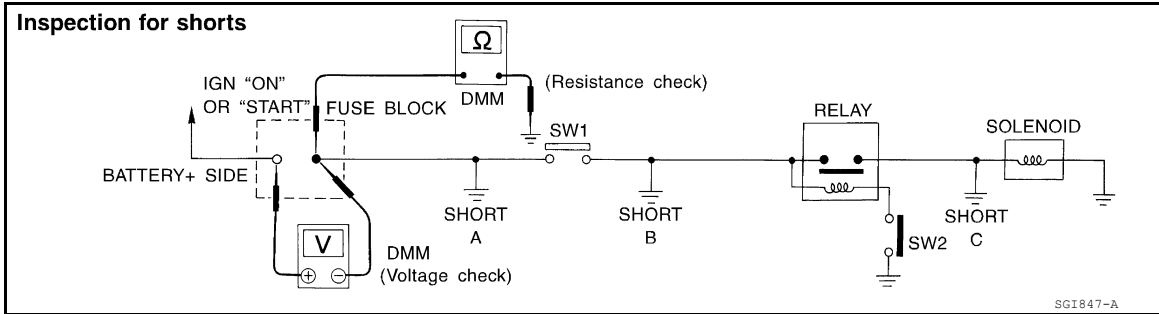 Inspection for shorts
IGN "ON"
OR "START"
FUSE BLOCK
Ω
DMM
(Resistance check)
BATTERY+ SIDE
V
+ −
DMM
(Voltage check)
SHORT
A
SW1
SHORT
B
RELAY
SW2
SHORT
C
SOLENOID
SGI847-A